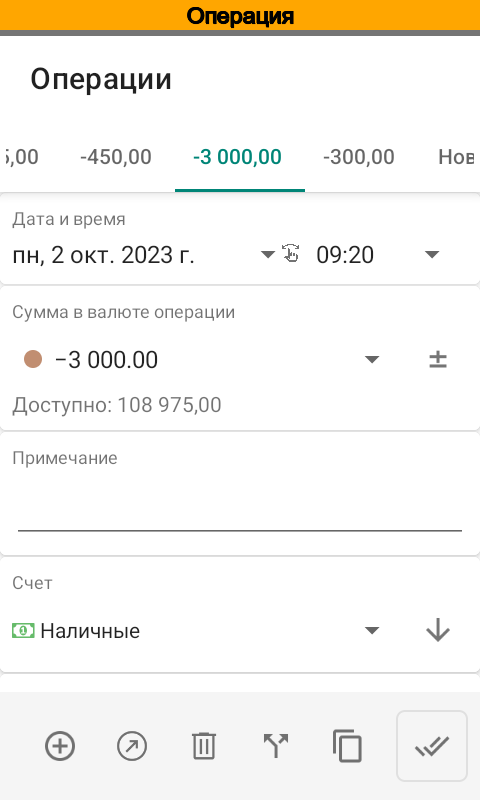 Операция
Операции
5,00 -450,00 -3 000,00 -300,00 Нов
Дата и время
пн, 2 окт. 2023 г. 09:20
Сумма в валюте операции
−3 000.00 ±
Доступно: 108 975,00
Примечание
Счет
Наличные